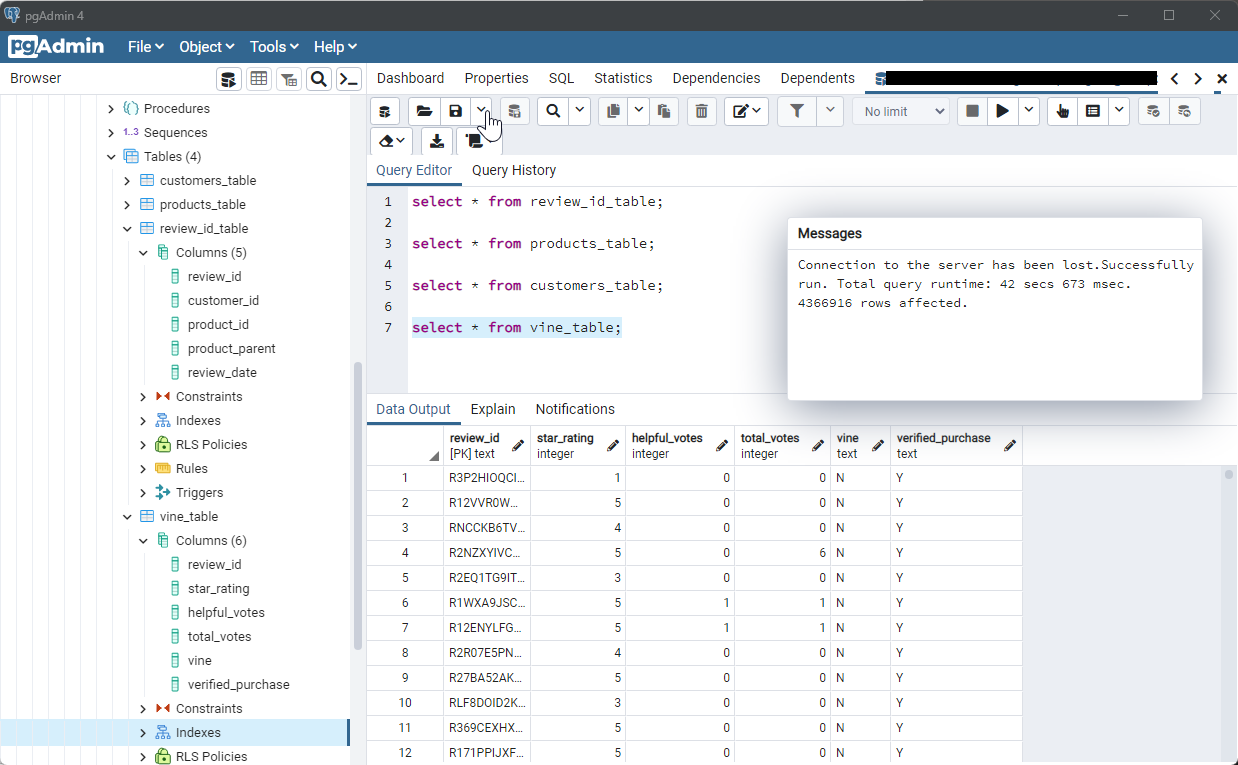 pgAdmin 4
pgAdmin File Object Tools Help
Browser
Dashboard Properties SQL Statistics Dependencies Dependents
Procedures
1..3 Sequences
Tables (4)
customers_table
products_table
review_id_table
Columns (5)
review_id
customer_id
product_id
product_parent
review_date
Constraints
Indexes
RLS Policies
Rules
Triggers
vine_table
Columns (6)
review_id
star_rating
helpful_votes
total_votes
vine
verified_purchase
Constraints
Indexes
RLS Policies
No limit
Query Editor Query History
1 select * from review_id_table;
2
3 select * from products_table;
4
5 select * from customers_table;
6
7 select * from vine_table;
Messages
Connection to the server has been lost.Successfully
run. Total query runtime: 42 secs 673 msec.
4366916 rows affected.
Data Output Explain Notifications
review_id star_rating helpful_votes total_votes vine verified_purchase
[PK] text integer integer integer text text
1 R3P2HIOQCI... 1 0 0 N Y
2 R12VVR0W... 5 0 0 N Y
3 RNCCKB6TV... 4 0 0 N Y
4 R2NZXYIVC... 5 0 6 N Y
5 R2EQ1TG9IT... 3 0 0 N Y
6 R1WXA9JSC... 5 1 1 N Y
7 R12ENYLFG... 5 1 1 N Y
8 R2R07E5PN... 4 0 0 N Y
9 R27BA52AK... 5 0 0 N Y
10 RLF8DOID2K... 3 0 0 N Y
11 R369CEXHX... 5 0 0 N Y
12 R171PPIJXF... 5 0 0 N Y